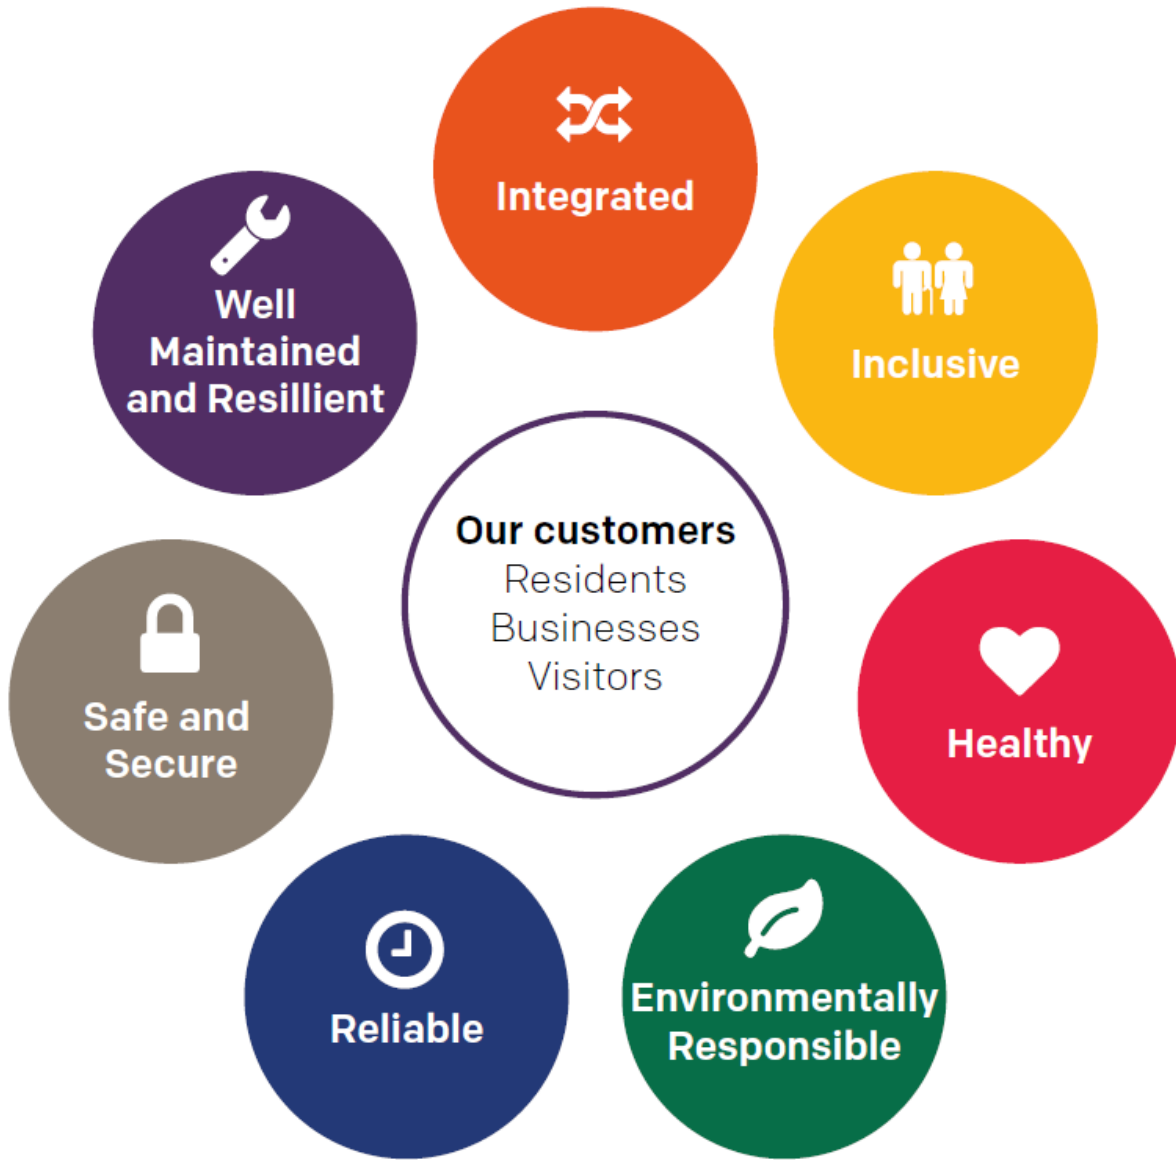 Integrated
Inclusive
Healthy
Environmentally
Responsible
Reliable
Safe and
Secure
Well
Maintained
and Resillient
Our customers
Residents
Businesses
Visitors